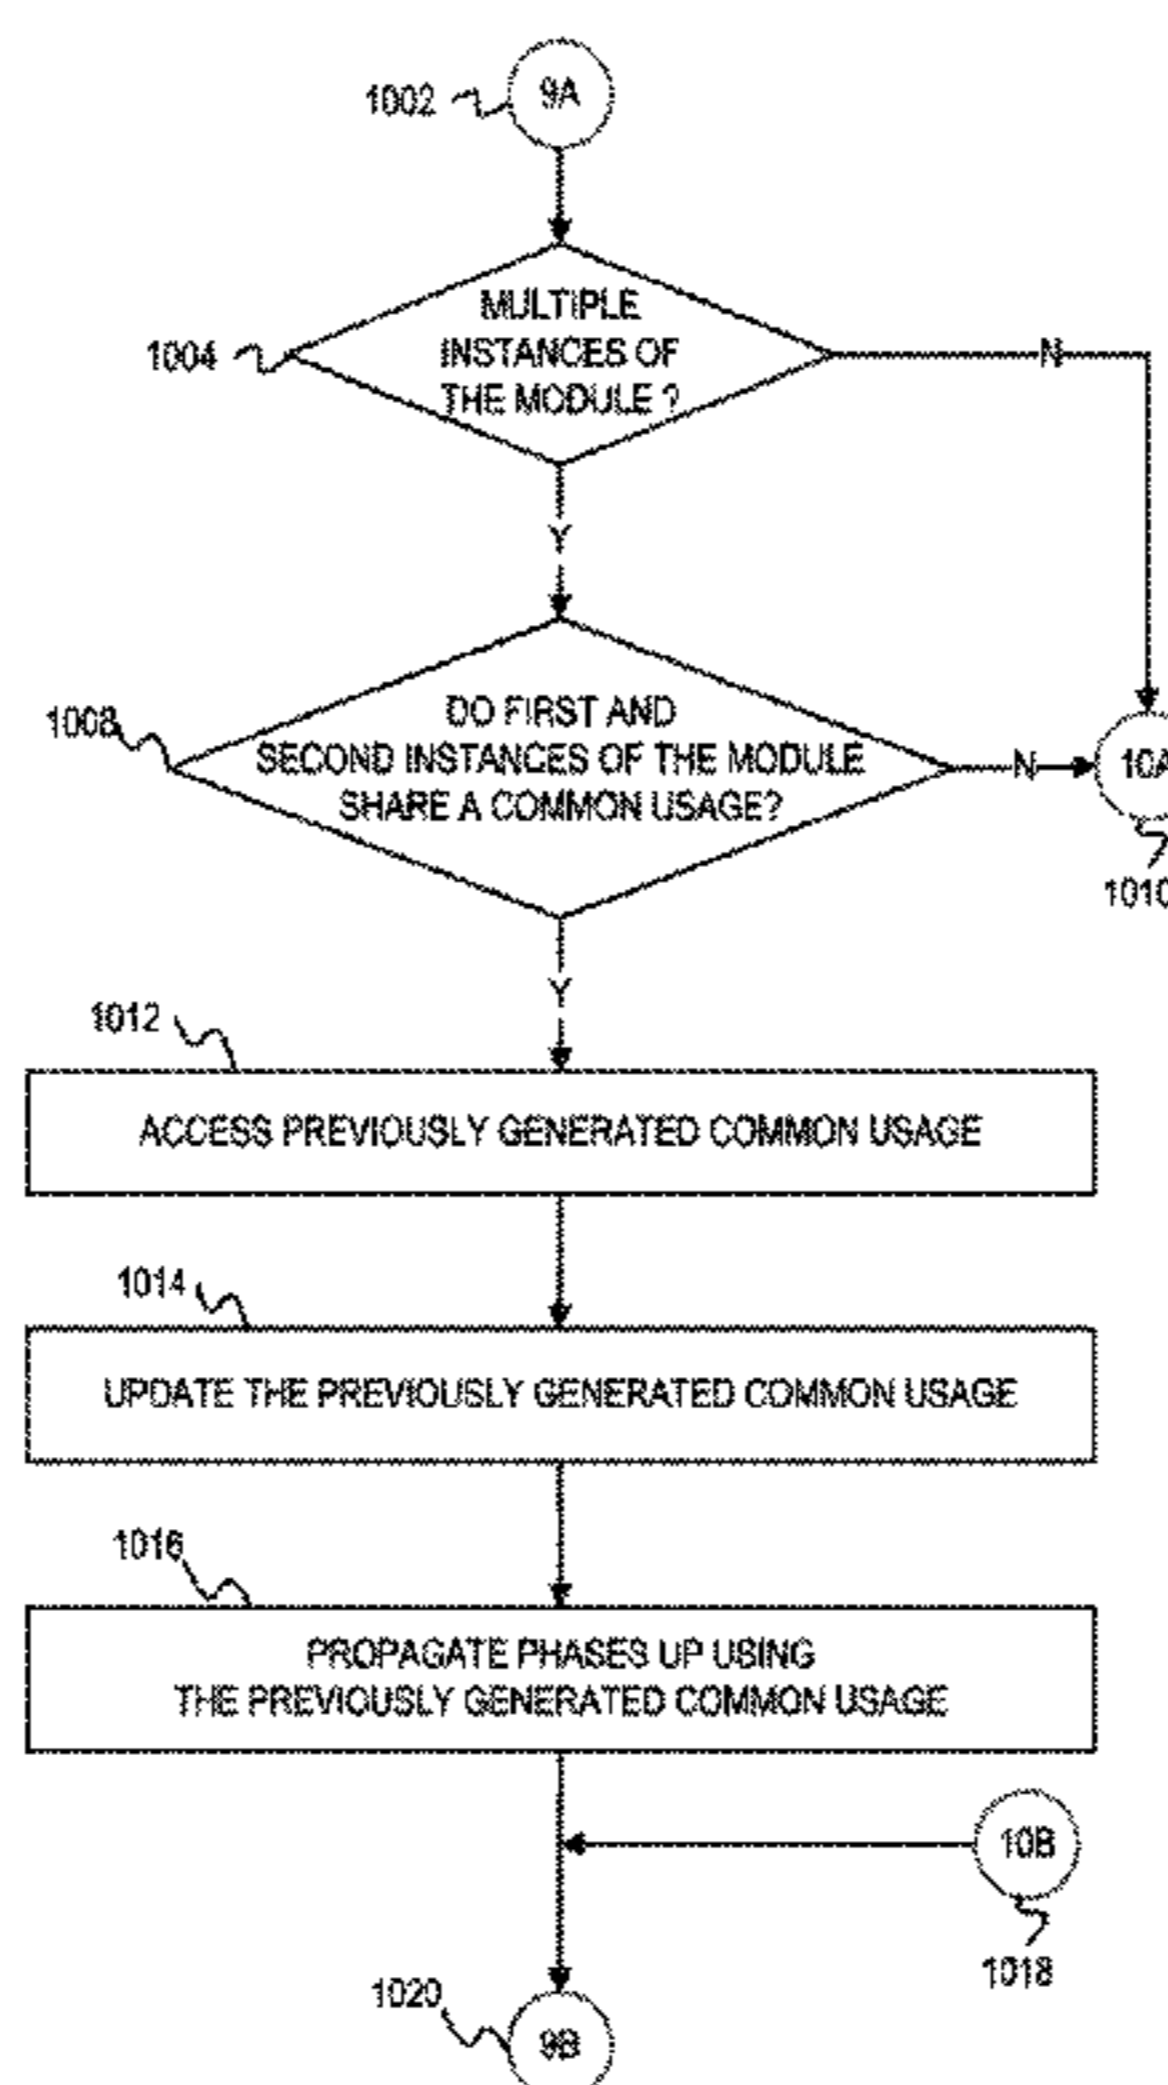 1002
9A
1004
MULTIPLE
INSTANCES OF
THE MODULE ?
N
Y
1008
DO FIRST AND
SECOND INSTANCES OF THE MODULE
SHARE A COMMON USAGE?
N
10A
1010
Y
1012
ACCESS PREVIOUSLY GENERATED COMMON USAGE
1014
UPDATE THE PREVIOUSLY GENERATED COMMON USAGE
1016
PROPAGATE PHASES UP USING
THE PREVIOUSLY GENERATED COMMON USAGE
10B
1018
1020
9B